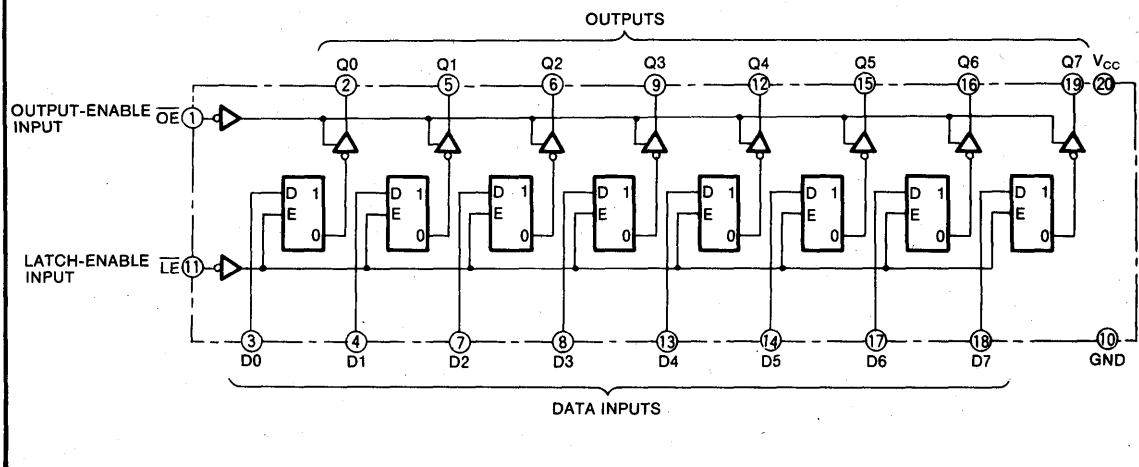 OUTPUTS
Q0 Q1 Q2 Q3 Q4 Q5 Q6 Q7 VCC
2 5 6 9 12 15 16 19 20
OUTPUT-ENABLE OE 1
INPUT
D 1 D 1 D 1 D 1 D 1 D 1 D 1 D 1
E E E E E E E E
0 0 0 0 0 0 0 0
LATCH-ENABLE LE 11
INPUT
3 4 7 8 13 14 17 18 10
D0 D1 D2 D3 D4 D5 D6 D7 GND
DATA INPUTS